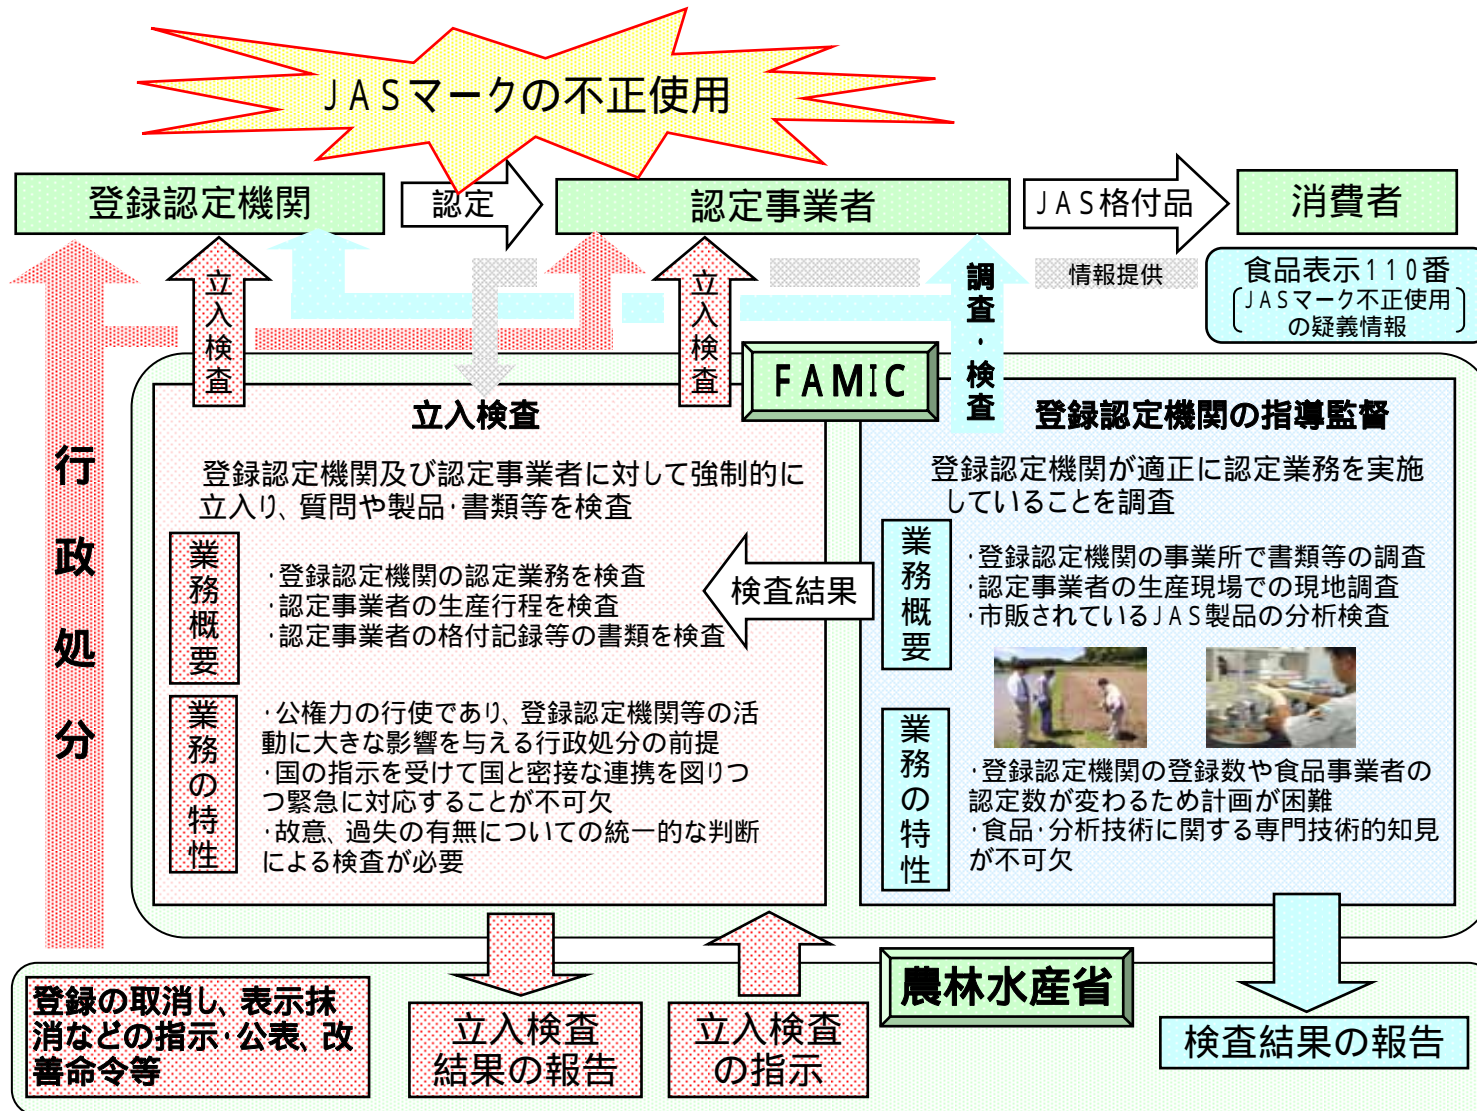 JASマークの不正使用
登録認定機関
認定
認定事業者
JAS格付品
消費者
立入検査
立入検査
調査・検査
情報提供
食品表示110番
JASマーク不正使用
の疑義情報
行政処分
FAMIC
立入検査
登録認定機関及び認定事業者に対して強制的に
立入り、質問や製品・書類等を検査
業務概要
・登録認定機関の認定業務を検査
・認定事業者の生産行程を検査
・認定事業者の格付記録等の書類を検査
業務の特性
・公権力の行使であり、登録認定機関等の活
動に大きな影響を与える行政処分の前提
・国の指示を受けて国と密接な連携を図りつ
つ緊急に対応することが不可欠
・故意、過失の有無についての統一的な判断
による検査が必要
検査結果
登録認定機関の指導監督
登録認定機関が適正に認定業務を実施
していることを調査
業務概要
・登録認定機関の事業所で書類等の調査
・認定事業者の生産現場での現地調査
・市販されているJAS製品の分析検査
業務の特性
・登録認定機関の登録数や食品事業者の
認定数が変わるため計画が困難
・食品・分析技術に関する専門技術的知見
が不可欠
農林水産省
登録の取消し、表示抹
消などの指示・公表、改
善命令等
立入検査
結果の報告
立入検査
の指示
検査結果の報告